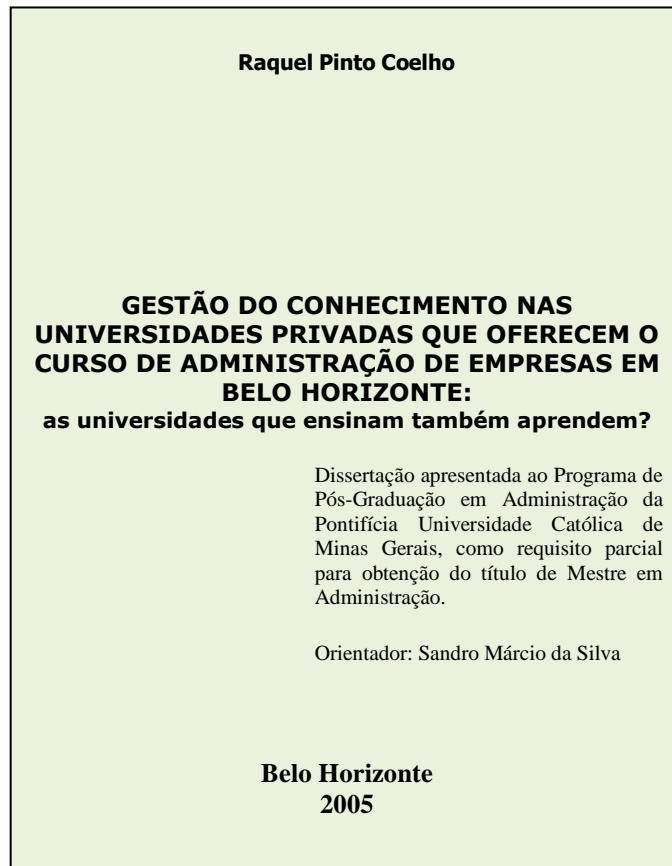 Raquel Pinto Coelho
GESTÃO DO CONHECIMENTO NAS
UNIVERSIDADES PRIVADAS QUE OFERECEM O
CURSO DE ADMINISTRAÇÃO DE EMPRESAS EM
BELO HORIZONTE:
as universidades que ensinam também aprendem?
Dissertação apresentada ao Programa de
Pós-Graduação em Administração da
Pontifícia Universidade Católica de
Minas Gerais, como requisito parcial
para obtenção do título de Mestre em
Administração.
Orientador: Sandro Márcio da Silva
Belo Horizonte
2005